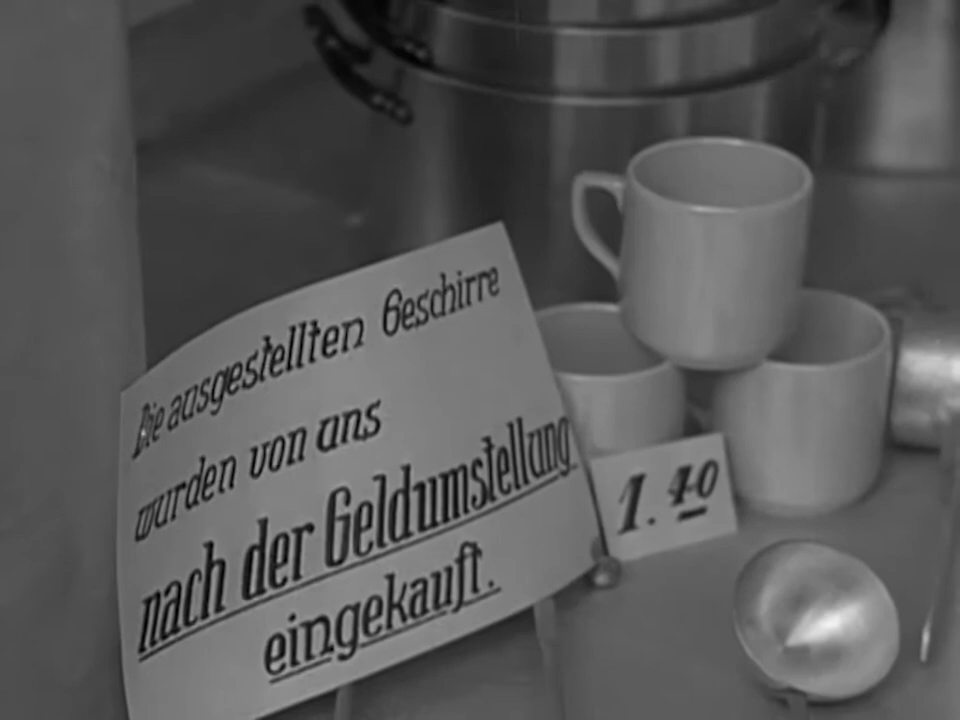 Die ausgestellten Geschirre
wurden von uns
nach der Geldumstellung
eingekauft.
1.40